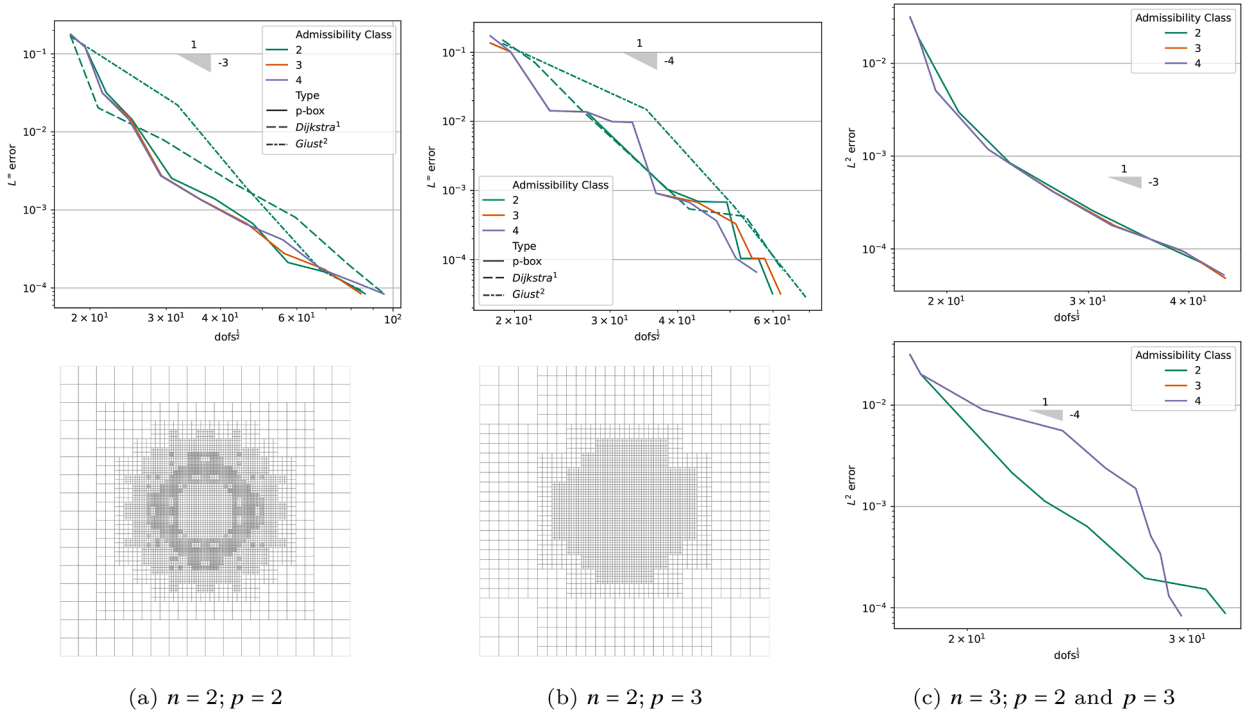 Admissibility Class
2
3
4
Type
p-box
Dijkstra¹
Giust²
1
-3
10⁻¹
10⁻²
10⁻³
10⁻⁴
L^∞ error
2 × 10¹
3 × 10¹
4 × 10¹
6 × 10¹
10²
dofs^½
1
-4
10⁻¹
10⁻²
10⁻³
10⁻⁴
L^∞ error
Admissibility Class
2
3
4
Type
p-box
Dijkstra¹
Giust²
2 × 10¹
3 × 10¹
4 × 10¹
6 × 10¹
dofs^½
Admissibility Class
2
3
4
1
-3
10⁻²
10⁻³
10⁻⁴
L² error
2 × 10¹
3 × 10¹
4 × 10¹
dofs^⅓
Admissibility Class
2
3
4
1
-4
10⁻²
10⁻³
10⁻⁴
L² error
2 × 10¹
3 × 10¹
dofs^⅓
(a) n = 2; p = 2
(b) n = 2; p = 3
(c) n = 3; p = 2 and p = 3